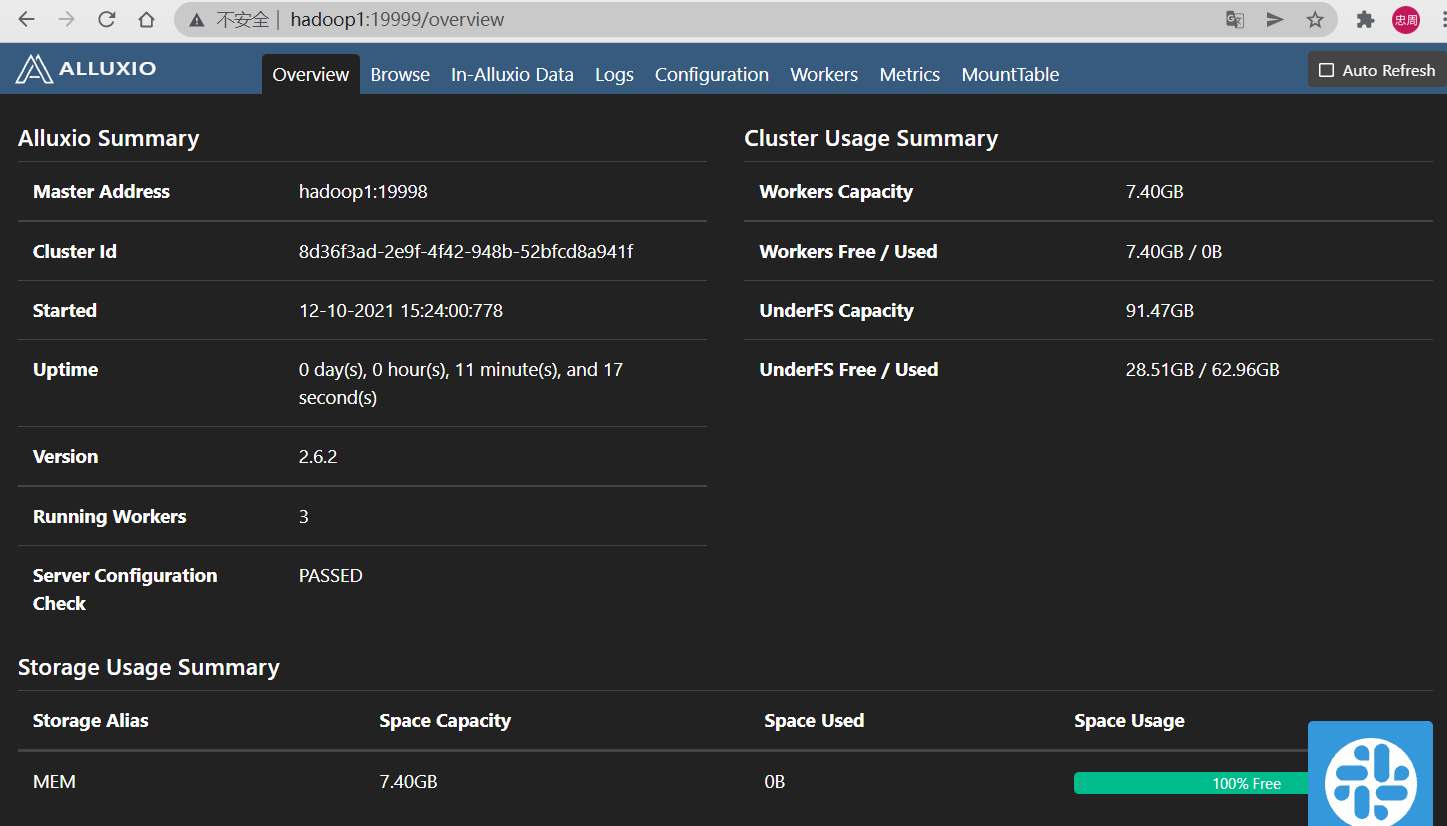 不安全 hadoop1:19999/overview 忠周
ALLUXIO Overview Browse In-Alluxio Data Logs Configuration Workers Metrics MountTable Auto Refresh
Alluxio Summary
Master Address hadoop1:19998
Cluster Id 8d36f3ad-2e9f-4f42-948b-52bfcd8a941f
Started 12-10-2021 15:24:00:778
Uptime 0 day(s), 0 hour(s), 11 minute(s), and 17
second(s)
Version 2.6.2
Running Workers 3
Server Configuration PASSED
Check
Cluster Usage Summary
Workers Capacity 7.40GB
Workers Free / Used 7.40GB / 0B
UnderFS Capacity 91.47GB
UnderFS Free / Used 28.51GB / 62.96GB
Storage Usage Summary
Storage Alias Space Capacity Space Used Space Usage
MEM 7.40GB 0B 100% Free